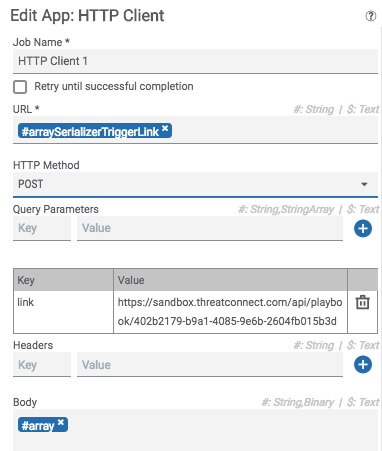 Edit App: HTTP Client
Job Name *
HTTP Client 1
Retry until successful completion
URL *
#: String | $: Text
#arraySerializerTriggerLink ×
HTTP Method
POST
Query Parameters
#: String,StringArray | $: Text
Key
Value
Key
Value
link
https://sandbox.threatconnect.com/api/playbo
ok/402b2179-b9a1-4085-9e6b-2604fb015b3d
Headers
#: String | $: Text
Key
Value
Body
#: String,Binary | $: Text
#array ×